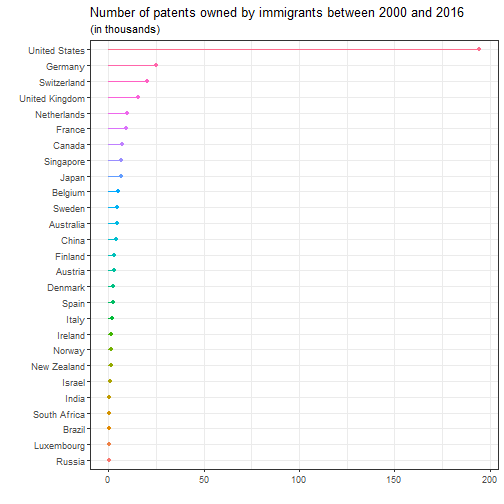 Number of patents owned by immigrants between 2000 and 2016
(in thousands)
United States
Germany
Switzerland
United Kingdom
Netherlands
France
Canada
Singapore
Japan
Belgium
Sweden
Australia
China
Finland
Austria
Denmark
Spain
Italy
Ireland
Norway
New Zealand
Israel
India
South Africa
Brazil
Luxembourg
Russia
0 50 100 150 200